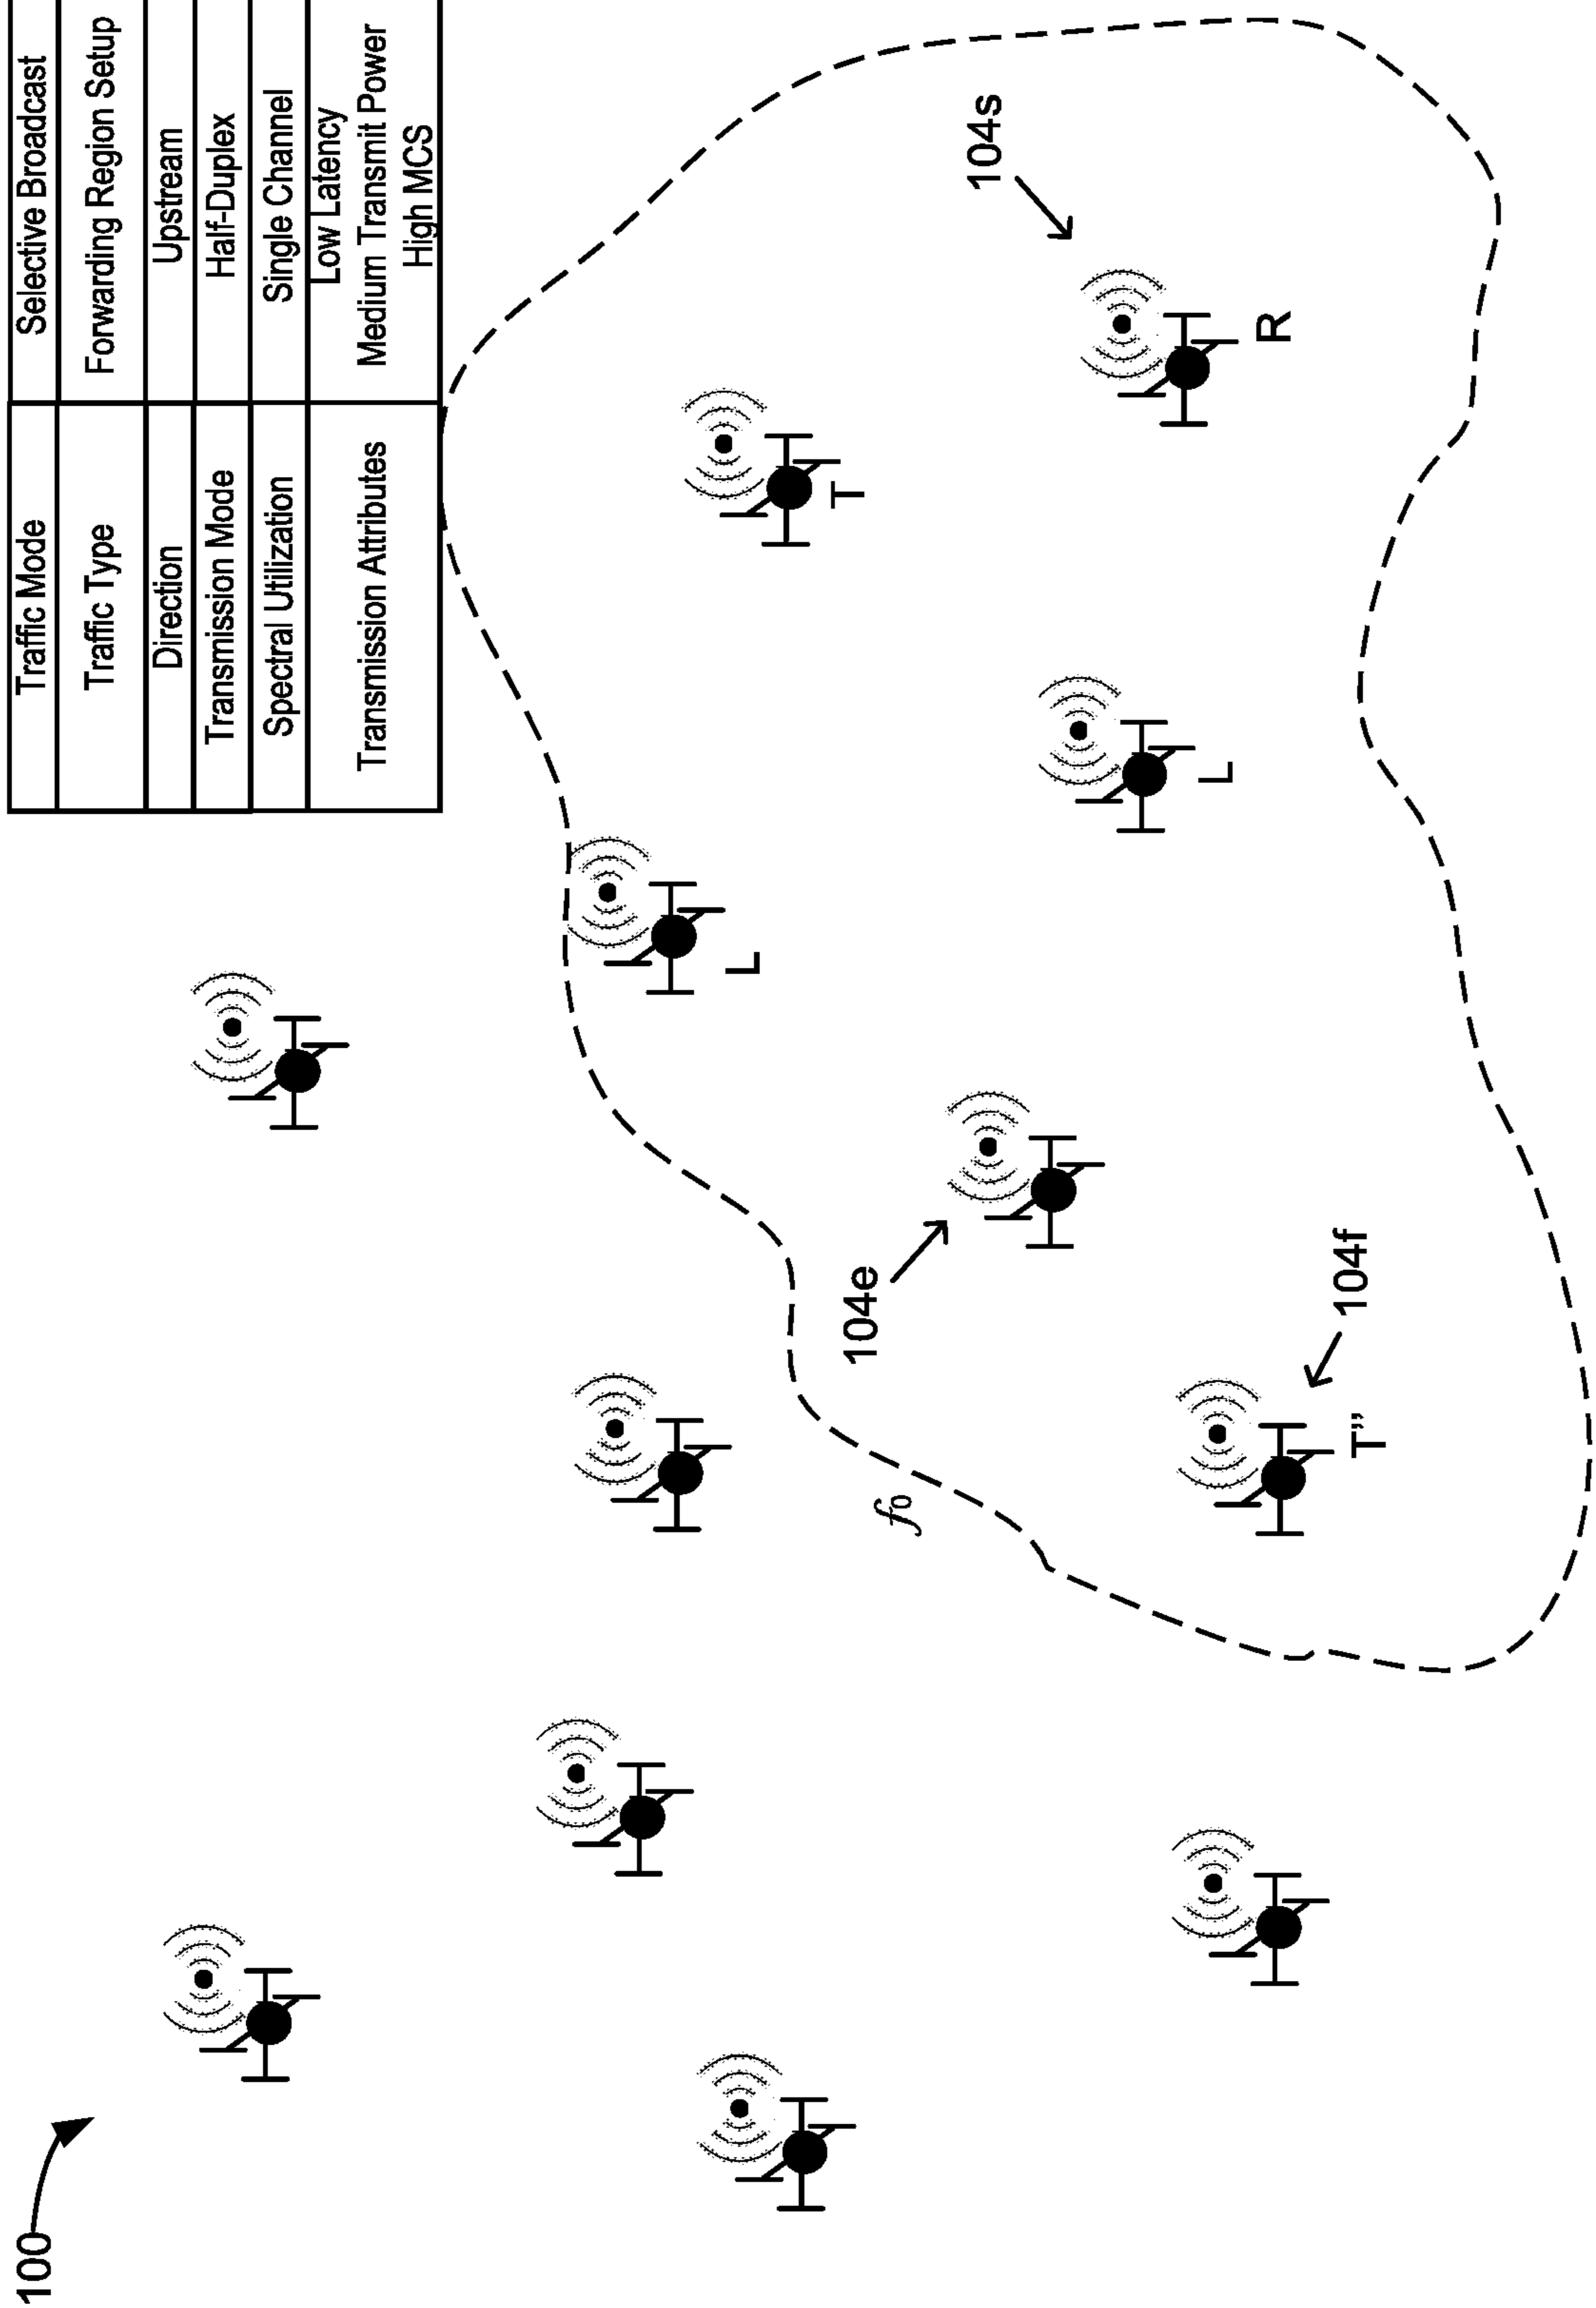 100
Traffic Mode Selective Broadcast
Traffic Type Forwarding Region Setup
Direction Upstream
Transmission Mode Half-Duplex
Spectral Utilization Single Channel
Transmission Attributes Low Latency
Medium Transmit Power
High MCS
L
T
104e
f0
L
104s
R
104f
T”